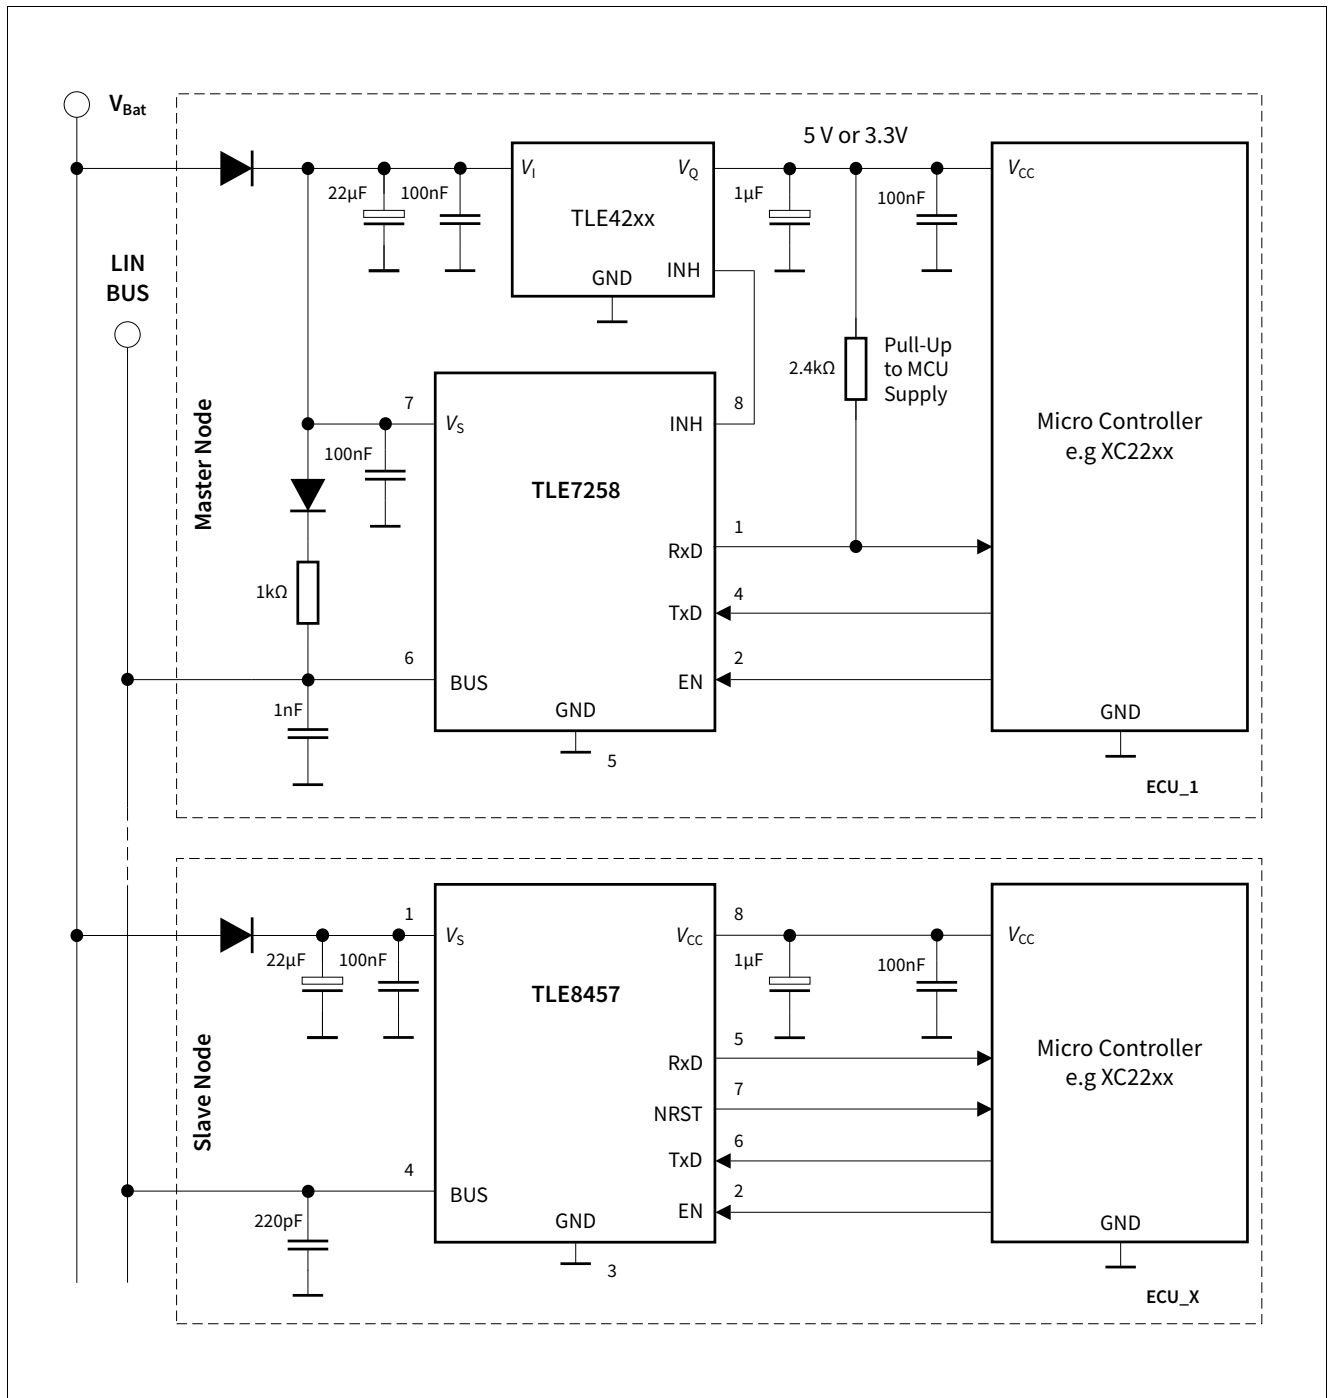 V_Bat
5 V or 3.3V
V_I
V_Q
V_CC
22µF
100nF
1µF
100nF
TLE42xx
INH
GND
LIN
BUS
2.4kΩ
Pull-Up
to MCU
Supply
Master Node
7
V_S
8
INH
100nF
TLE7258
Micro Controller
e.g XC22xx
1
RxD
1kΩ
4
TxD
6
BUS
2
EN
1nF
GND
5
GND
ECU_1
1
V_S
8
V_CC
V_CC
22µF
100nF
1µF
100nF
TLE8457
Slave Node
5
RxD
Micro Controller
e.g XC22xx
7
NRST
6
TxD
4
BUS
2
EN
220pF
GND
3
GND
ECU_X